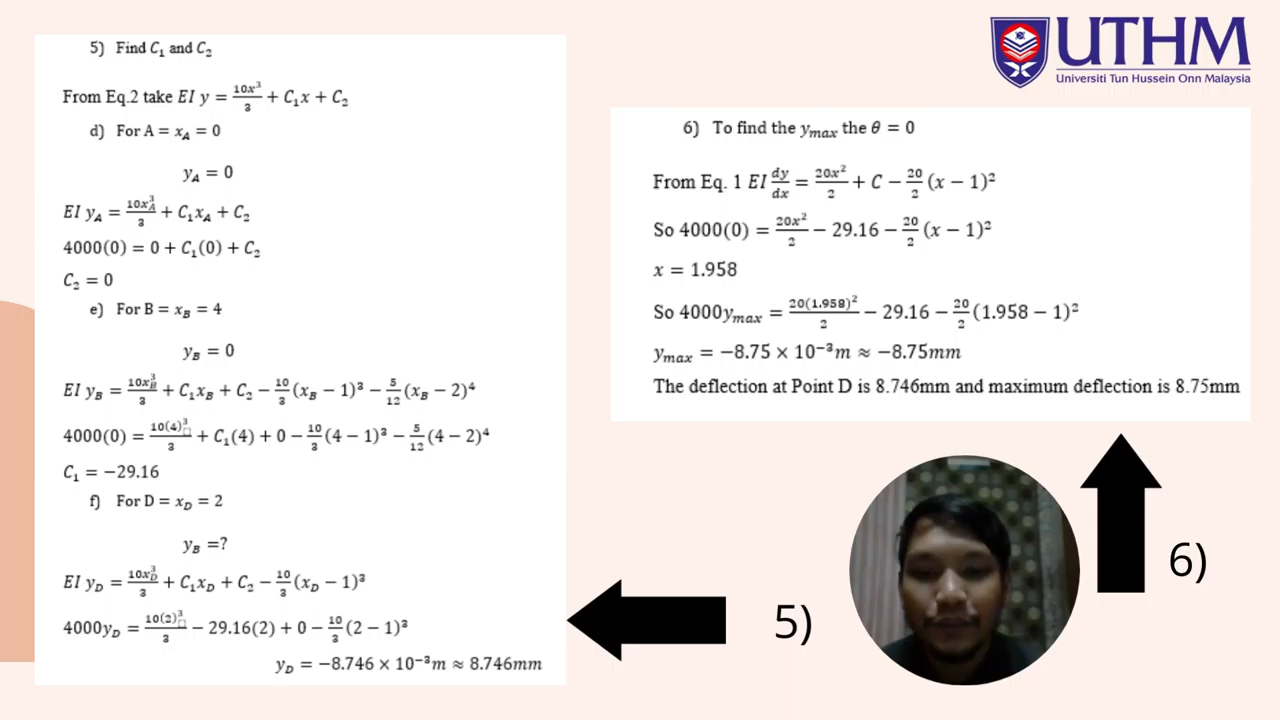 UTHM
Universiti Tun Hussein Onn Malaysia
5) Find C₁ and C₂
From Eq.2 take EI y = 10x³/3 + C₁x + C₂
d) For A = x_A = 0
y_A = 0
EI y_A = 10x_A³/3 + C₁x_A + C₂
4000(0) = 0 + C₁(0) + C₂
C₂ = 0
e) For B = x_B = 4
y_B = 0
EI y_B = 10x_B³/3 + C₁x_B + C₂ − 10/3 (x_B − 1)³ − 5/12 (x_B − 2)⁴
4000(0) = 10(4)³/3 + C₁(4) + 0 − 10/3 (4 − 1)³ − 5/12 (4 − 2)⁴
C₁ = −29.16
f) For D = x_D = 2
y_B =?
EI y_D = 10x_D³/3 + C₁x_D + C₂ − 10/3 (x_D − 1)³
4000y_D = 10(2)³/3 − 29.16(2) + 0 − 10/3 (2 − 1)³
y_D = −8.746 × 10⁻³m ≈ 8.746mm
5)
6) To find the y_max the θ = 0
From Eq. 1 EI dy/dx = 20x²/2 + C − 20/2 (x − 1)²
So 4000(0) = 20x²/2 − 29.16 − 20/2 (x − 1)²
x = 1.958
So 4000y_max = 20(1.958)²/2 − 29.16 − 20/2 (1.958 − 1)²
y_max = −8.75 × 10⁻³m ≈ −8.75mm
The deflection at Point D is 8.746mm and maximum deflection is 8.75mm
6)